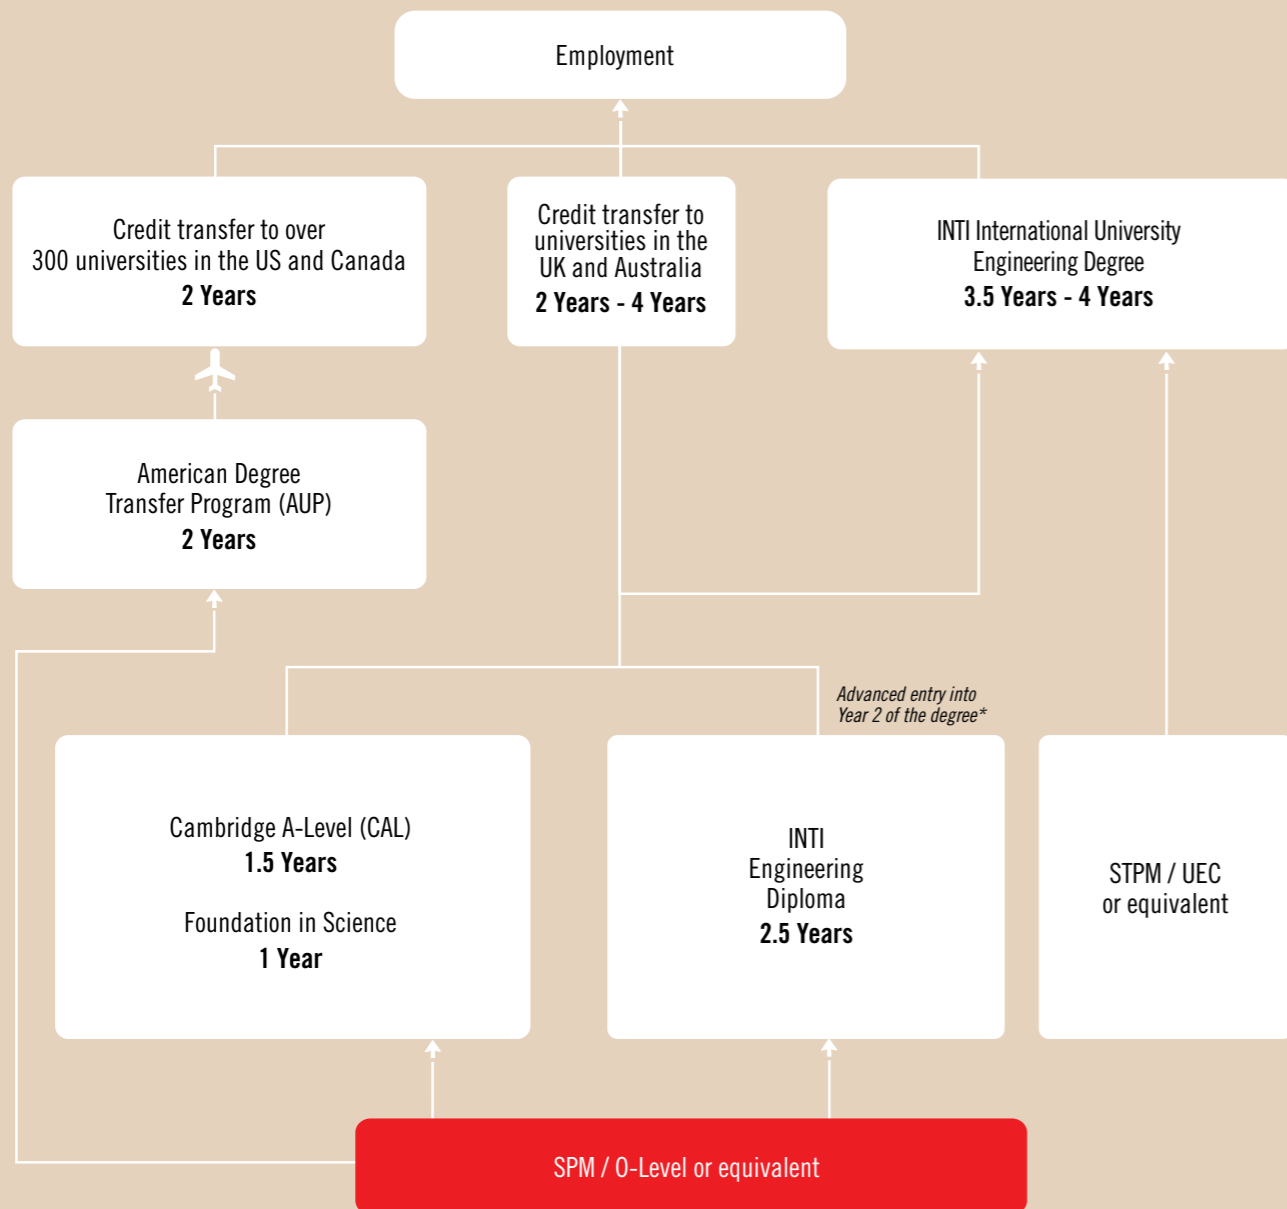 Employment
Credit transfer to over
300 universities in the US and Canada
2 Years
Credit transfer to
universities in the
UK and Australia
2 Years - 4 Years
INTI International University
Engineering Degree
3.5 Years - 4 Years
American Degree
Transfer Program (AUP)
2 Years
Advanced entry into
Year 2 of the degree*
Cambridge A-Level (CAL)
1.5 Years
Foundation in Science
1 Year
INTI
Engineering
Diploma
2.5 Years
STPM / UEC
or equivalent
SPM / O-Level or equivalent